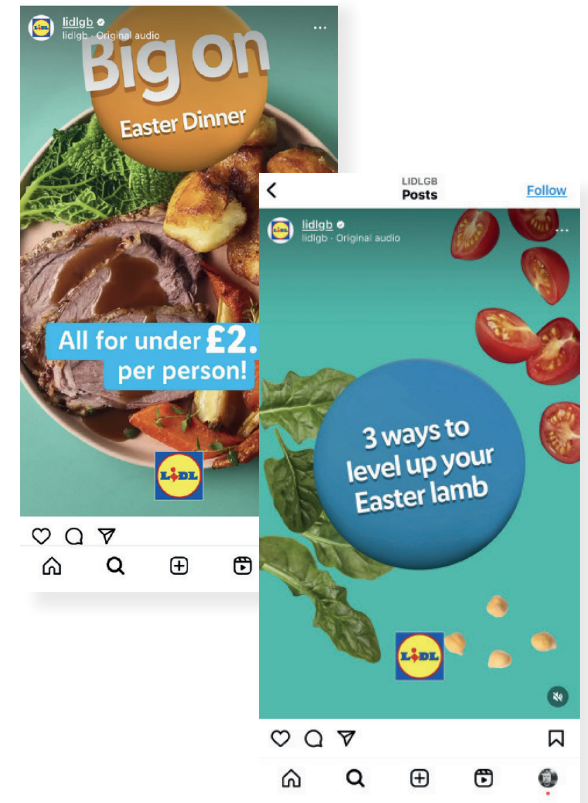 lidlgb
lidlgb · Original audio
Big on
Easter Dinner
All for under £2.
per person!
LIDL
LIDLGB
Posts
Follow
lidlgb
lidlgb · Original audio
3 ways to
level up your
Easter lamb
LIDL